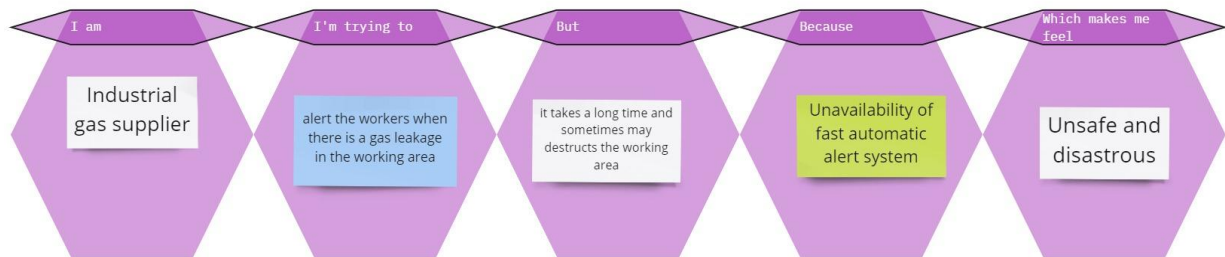 I am
Industrial
gas supplier
I'm trying to
alert the workers when
there is a gas leakage
in the working area
But
it takes a long time and
sometimes may
destructs the working
area
Because
Unavailability of
fast automatic
alert system
Which makes me
feel
Unsafe and
disastrous